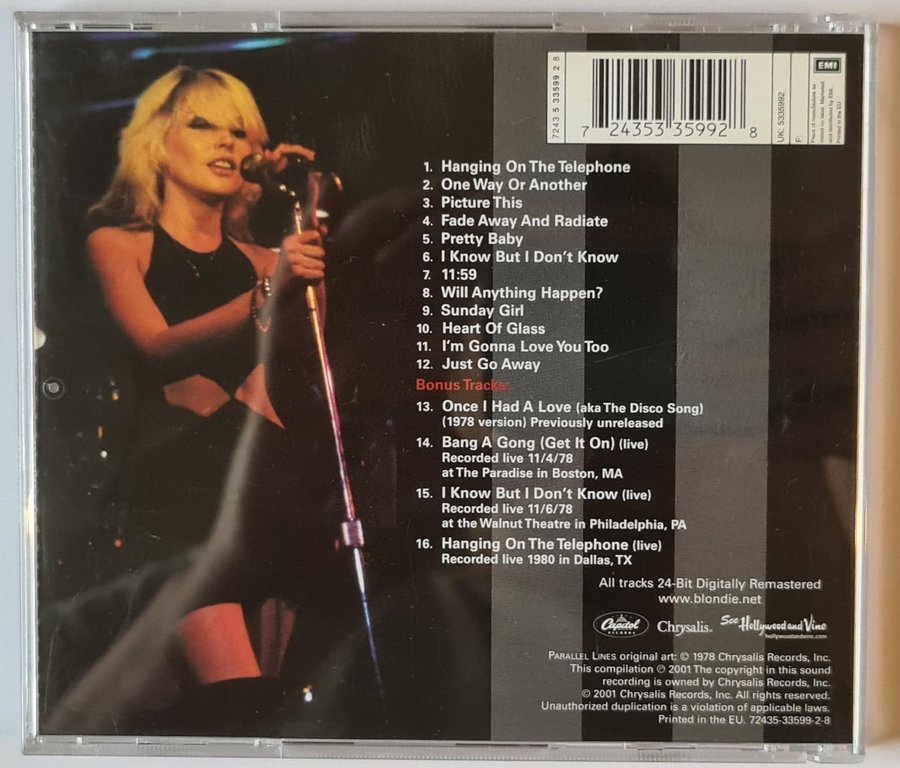 7243 5 33599 2 8
7 24353 35992 8
UK: 5335992
F:
EMI
Printed in the EU
1. Hanging On The Telephone
2. One Way Or Another
3. Picture This
4. Fade Away And Radiate
5. Pretty Baby
6. I Know But I Don't Know
7. 11:59
8. Will Anything Happen?
9. Sunday Girl
10. Heart Of Glass
11. I'm Gonna Love You Too
12. Just Go Away
Bonus Tracks:
13. Once I Had A Love (aka The Disco Song)
(1978 version) Previously unreleased
14. Bang A Gong (Get It On) (live)
Recorded live 11/4/78
at The Paradise in Boston, MA
15. I Know But I Don't Know (live)
Recorded live 11/6/78
at the Walnut Theatre in Philadelphia, PA
16. Hanging On The Telephone (live)
Recorded live 1980 in Dallas, TX
All tracks 24-Bit Digitally Remastered
www.blondie.net
Capitol RECORDS Chrysalis. See Hollywood and Vine
hollywoodandvine.com
PARALLEL LINES original art: © 1978 Chrysalis Records, Inc.
This compilation ℗ 2001 The copyright in this sound
recording is owned by Chrysalis Records, Inc.
© 2001 Chrysalis Records, Inc. All rights reserved.
Unauthorized duplication is a violation of applicable laws.
Printed in the EU. 72435-33599-2-8